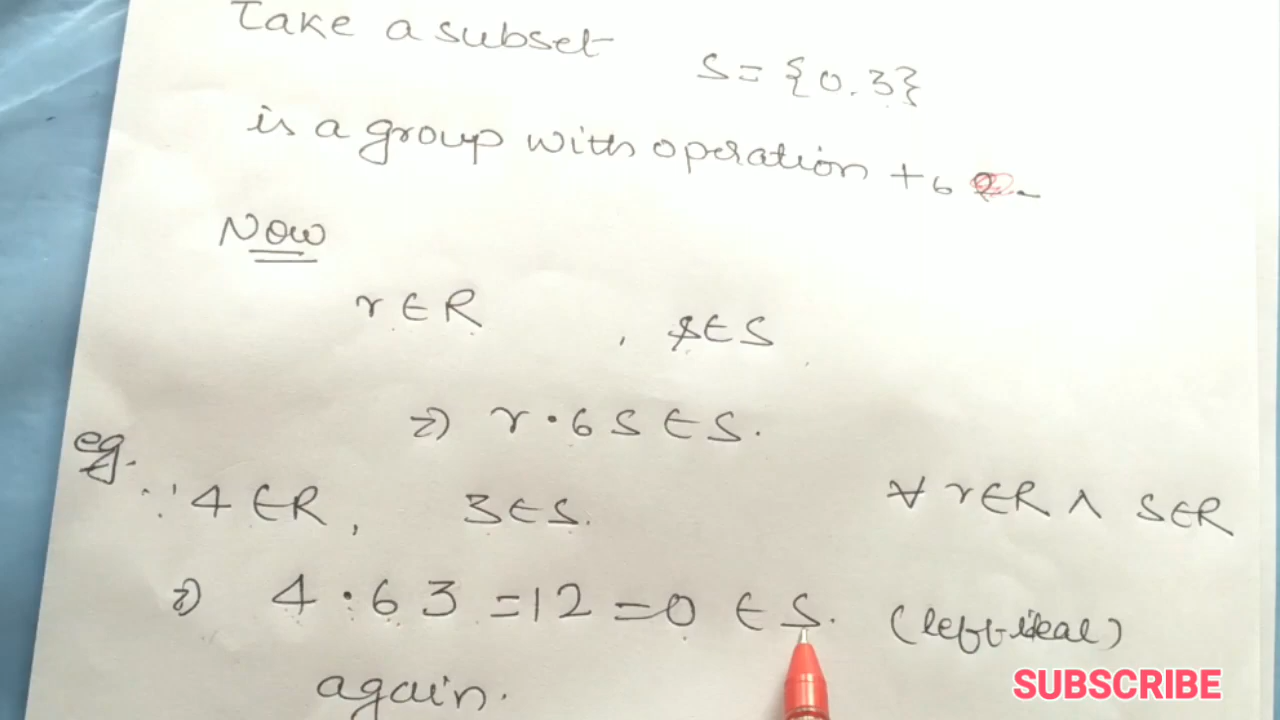 Take a subset S = {0.3}
is a group with operation +6
Now
r ∈ R , s ∈ S
⇒ r·6 s ∈ S.
eg.
∵ 4 ∈ R, 3 ∈ S. ∀ r ∈ R ∧ s ∈ R
⇒ 4 ·6 3 = 12 = 0 ∈ S. (left-ideal)
again.
SUBSCRIBE